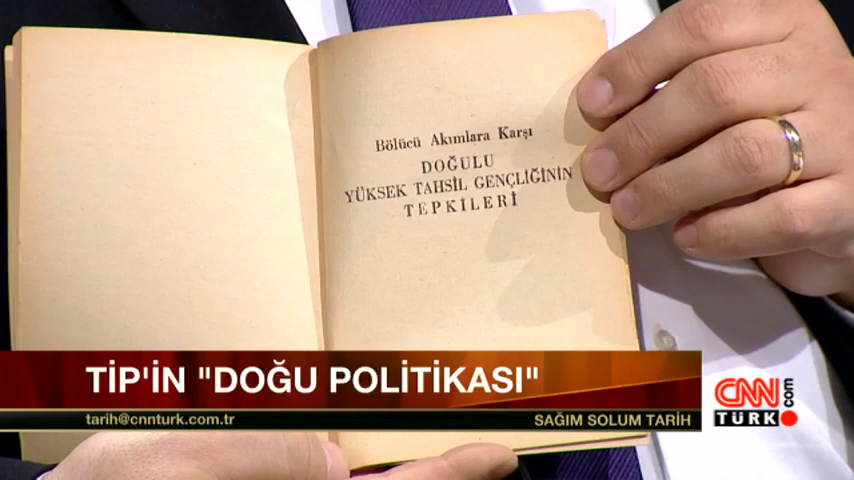 Bölücü Akımlara Karşı
DOĞULU
YÜKSEK TAHSİL GENÇLİĞİNİN
TEPKİLERİ
TİP'İN "DOĞU POLİTİKASI"
tarih@cnnturk.com.tr
SAĞIM SOLUM TARİH
CNN
TÜRK
.com